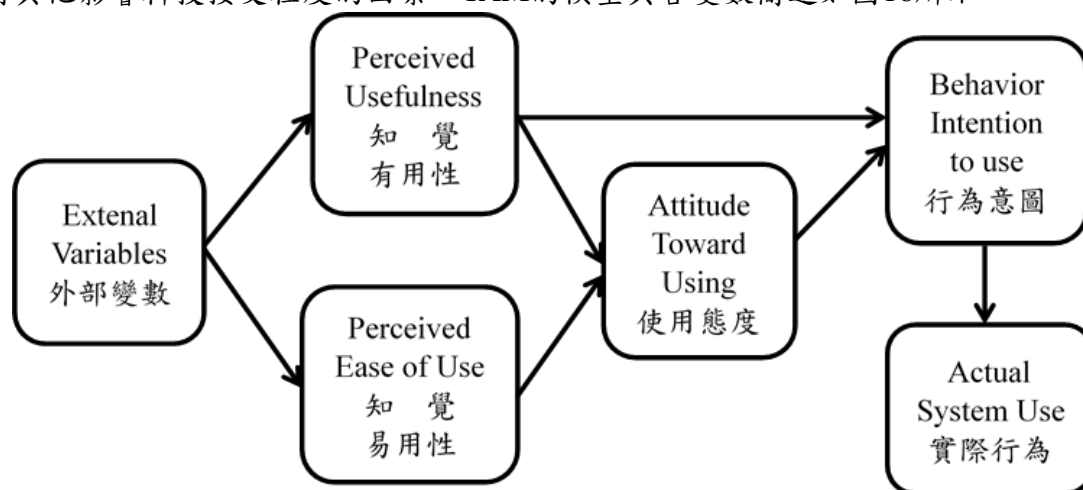 Perceived
Usefulness
知 覺
有用性
Behavior
Intention
to use
行為意圖
Extenal
Variables
外部變數
Attitude
Toward
Using
使用態度
Perceived
Ease of Use
知 覺
易用性
Actual
System Use
實際行為